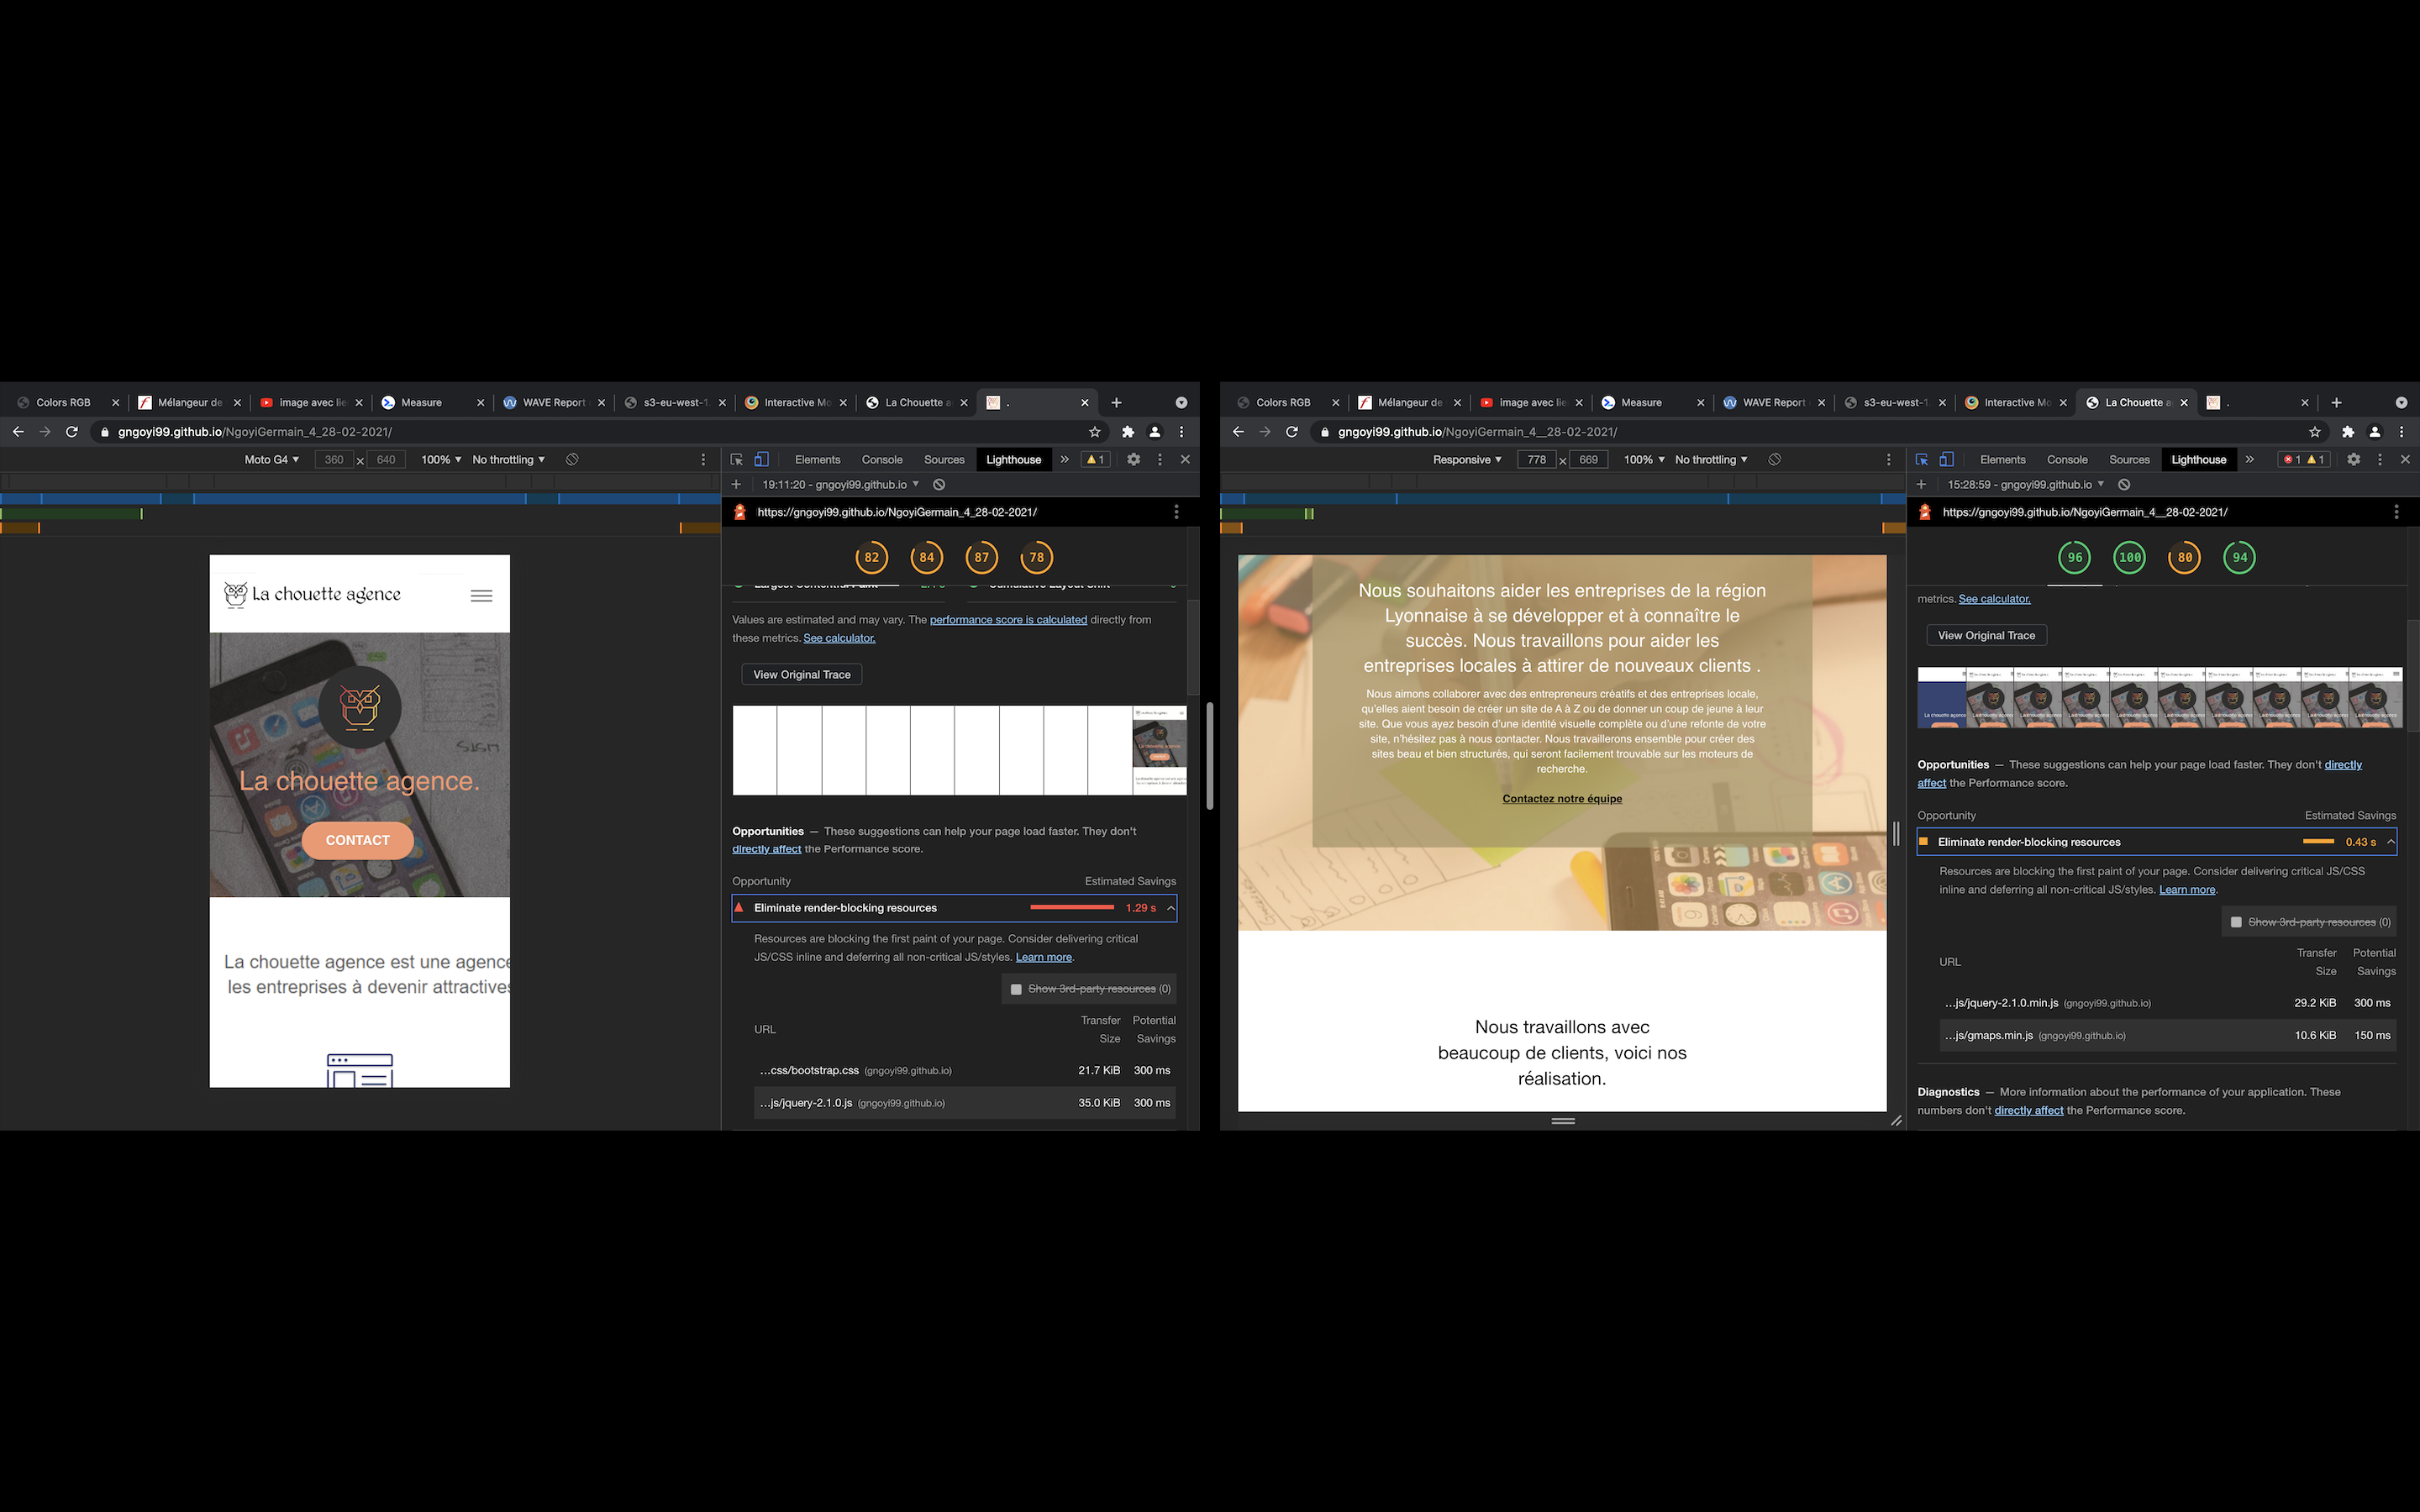 Colors RGB
Mélangeur de
image avec lie
Measure
WAVE Report
s3-eu-west-1.
Interactive Mo
La Chouette a
.
gngoyi99.github.io/NgoyiGermain_4_28-02-2021/
Moto G4 ▼ 360 × 640 100% ▼ No throttling ▼
Elements Console Sources Lighthouse » 1
19:11:20 - gngoyi99.github.io ▼
https://gngoyi99.github.io/NgoyiGermain_4_28-02-2021/
82 84 87 78
La chouette agence
La chouette agence.
CONTACT
La chouette agence est une agence
les entreprises à devenir attractives
Largest Contentful Paint Cumulative Layout Shift
Values are estimated and may vary. The performance score is calculated directly from
these metrics. See calculator.
View Original Trace
Opportunities — These suggestions can help your page load faster. They don't
directly affect the Performance score.
Opportunity Estimated Savings
Eliminate render-blocking resources 1.29 s
Resources are blocking the first paint of your page. Consider delivering critical
JS/CSS inline and deferring all non-critical JS/styles. Learn more.
Show 3rd-party resources (0)
URL Transfer Size Potential Savings
…css/bootstrap.css (gngoyi99.github.io) 21.7 KiB 300 ms
…js/jquery-2.1.0.js (gngoyi99.github.io) 35.0 KiB 300 ms
Colors RGB
Mélangeur de
image avec lie
Measure
WAVE Report
s3-eu-west-1.
Interactive Mo
La Chouette a
.
gngoyi99.github.io/NgoyiGermain_4__28-02-2021/
Responsive ▼ 778 × 669 100% ▼ No throttling ▼
Elements Console Sources Lighthouse » 1 1
15:28:59 - gngoyi99.github.io ▼
https://gngoyi99.github.io/NgoyiGermain_4__28-02-2021/
96 100 80 94
Nous souhaitons aider les entreprises de la région
Lyonnaise à se développer et à connaître le
succès. Nous travaillons pour aider les
entreprises locales à attirer de nouveaux clients .
Nous aimons collaborer avec des entrepreneurs créatifs et des entreprises locale,
qu'elles aient besoin de créer un site de A à Z ou de donner un coup de jeune à leur
site. Que vous ayez besoin d'une identité visuelle complète ou d'une refonte de votre
site, n'hésitez pas à nous contacter. Nous travaillerons ensemble pour créer des
sites beau et bien structurés, qui seront facilement trouvable sur les moteurs de
recherche.
Contactez notre équipe
Nous travaillons avec
beaucoup de clients, voici nos
réalisation.
metrics. See calculator.
View Original Trace
Opportunities — These suggestions can help your page load faster. They don't directly
affect the Performance score.
Opportunity Estimated Savings
Eliminate render-blocking resources 0.43 s
Resources are blocking the first paint of your page. Consider delivering critical JS/CSS
inline and deferring all non-critical JS/styles. Learn more.
Show 3rd-party resources (0)
URL Transfer Size Potential Savings
…js/jquery-2.1.0.min.js (gngoyi99.github.io) 29.2 KiB 300 ms
…js/gmaps.min.js (gngoyi99.github.io) 10.6 KiB 150 ms
Diagnostics — More information about the performance of your application. These
numbers don't directly affect the Performance score.